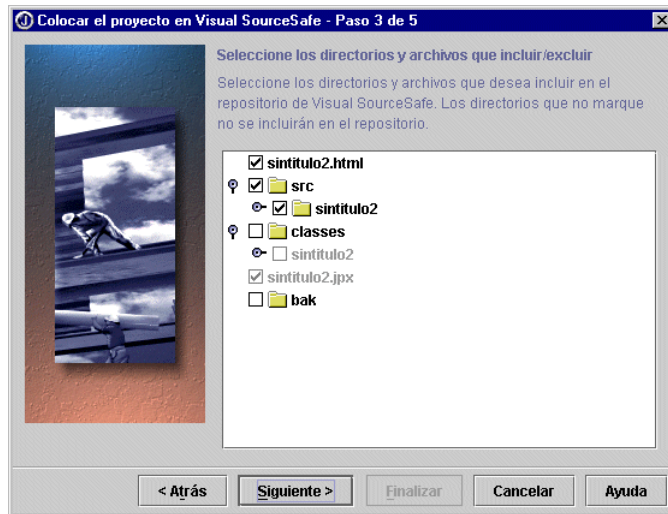 Colocar el proyecto en Visual SourceSafe - Paso 3 de 5
Seleccione los directorios y archivos que incluir/excluir
Seleccione los directorios y archivos que desea incluir en el
repositorio de Visual SourceSafe. Los directorios que no marque
no se incluirán en el repositorio.
sintitulo2.html
src
sintitulo2
classes
sintitulo2
sintitulo2.jpx
bak
< Atrás
Siguiente >
Finalizar
Cancelar
Ayuda